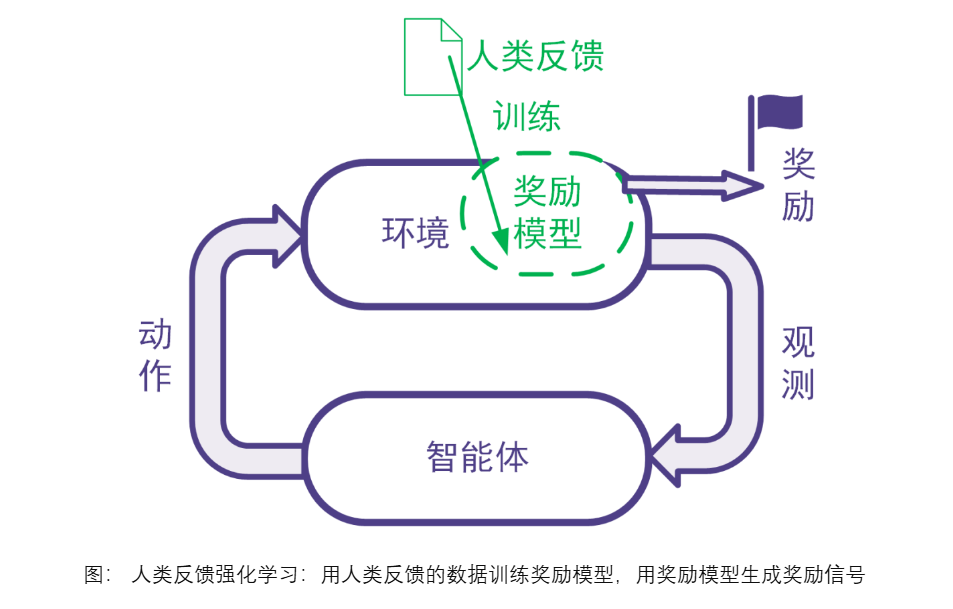 人类反馈
训练
奖励
模型
环境
奖
励
动
作
观
测
智能体
图： 人类反馈强化学习：用人类反馈的数据训练奖励模型，用奖励模型生成奖励信号